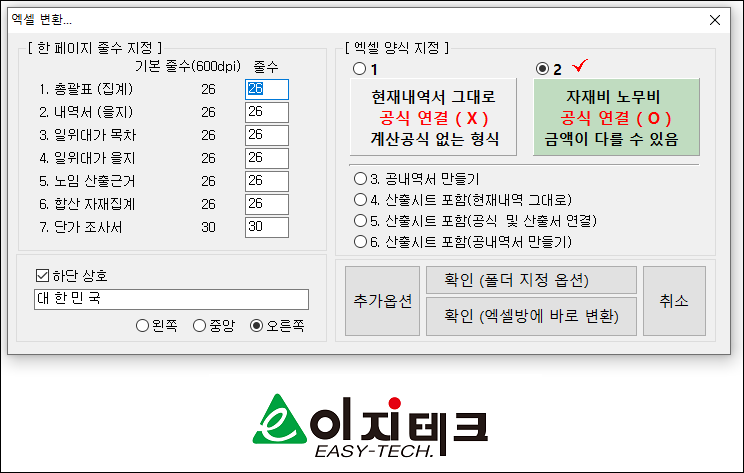 엑셀 변환...
[ 한 페이지 줄수 지정 ]
기본 줄수(600dpi) 줄수
1. 총괄표 (집계) 26 26
2. 내역서 (을지) 26 26
3. 일위대가 목차 26 26
4. 일위대가 을지 26 26
5. 노임 산출근거 26 26
6. 합산 자재집계 26 26
7. 단가 조사서 30 30
하단 상호
대 한 민 국
왼쪽 중앙 오른쪽
[ 엑셀 양식 지정 ]
1 2
현재내역서 그대로
공식 연결 ( X )
계산공식 없는 형식
자재비 노무비
공식 연결 ( O )
금액이 다를 수 있음
3. 공내역서 만들기
4. 산출시트 포함(현재내역 그대로)
5. 산출시트 포함(공식 및 산출서 연결)
6. 산출시트 포함(공내역서 만들기)
추가옵션
확인 (폴더 지정 옵션)
확인 (엑셀방에 바로 변환)
취소
e 이지테크
EASY-TECH.